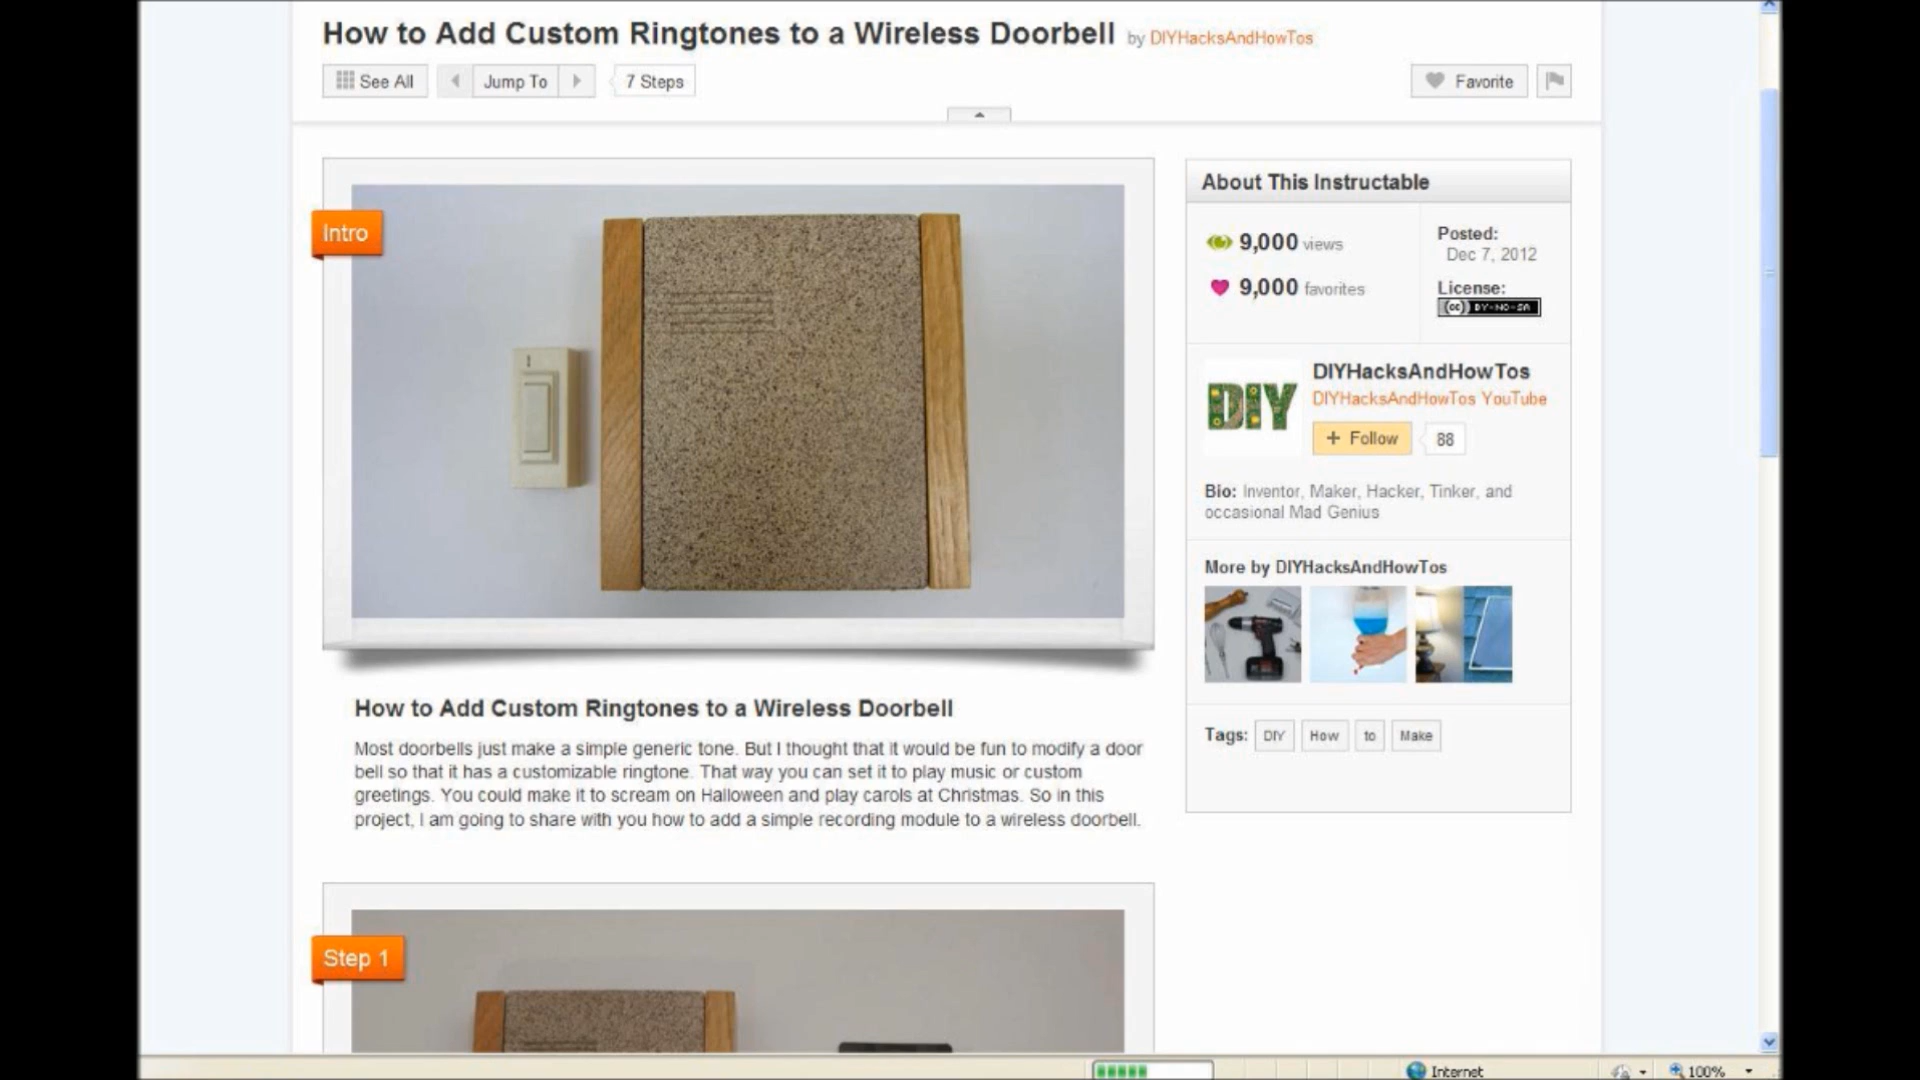 How to Add Custom Ringtones to a Wireless Doorbell by DIYHacksAndHowTos
See All
Jump To
7 Steps
Favorite
Intro
About This Instructable
9,000 views
Posted:
Dec 7, 2012
9,000 favorites
License:
(cc) BY-NC-SA
DIYHacksAndHowTos
DIY
DIYHacksAndHowTos YouTube
+ Follow
88
Bio: Inventor, Maker, Hacker, Tinker, and
occasional Mad Genius
More by DIYHacksAndHowTos
Tags: DIY How to Make
How to Add Custom Ringtones to a Wireless Doorbell
Most doorbells just make a simple generic tone. But I thought that it would be fun to modify a door
bell so that it has a customizable ringtone. That way you can set it to play music or custom
greetings. You could make it to scream on Halloween and play carols at Christmas. So in this
project, I am going to share with you how to add a simple recording module to a wireless doorbell.
Step 1
Internet
100%